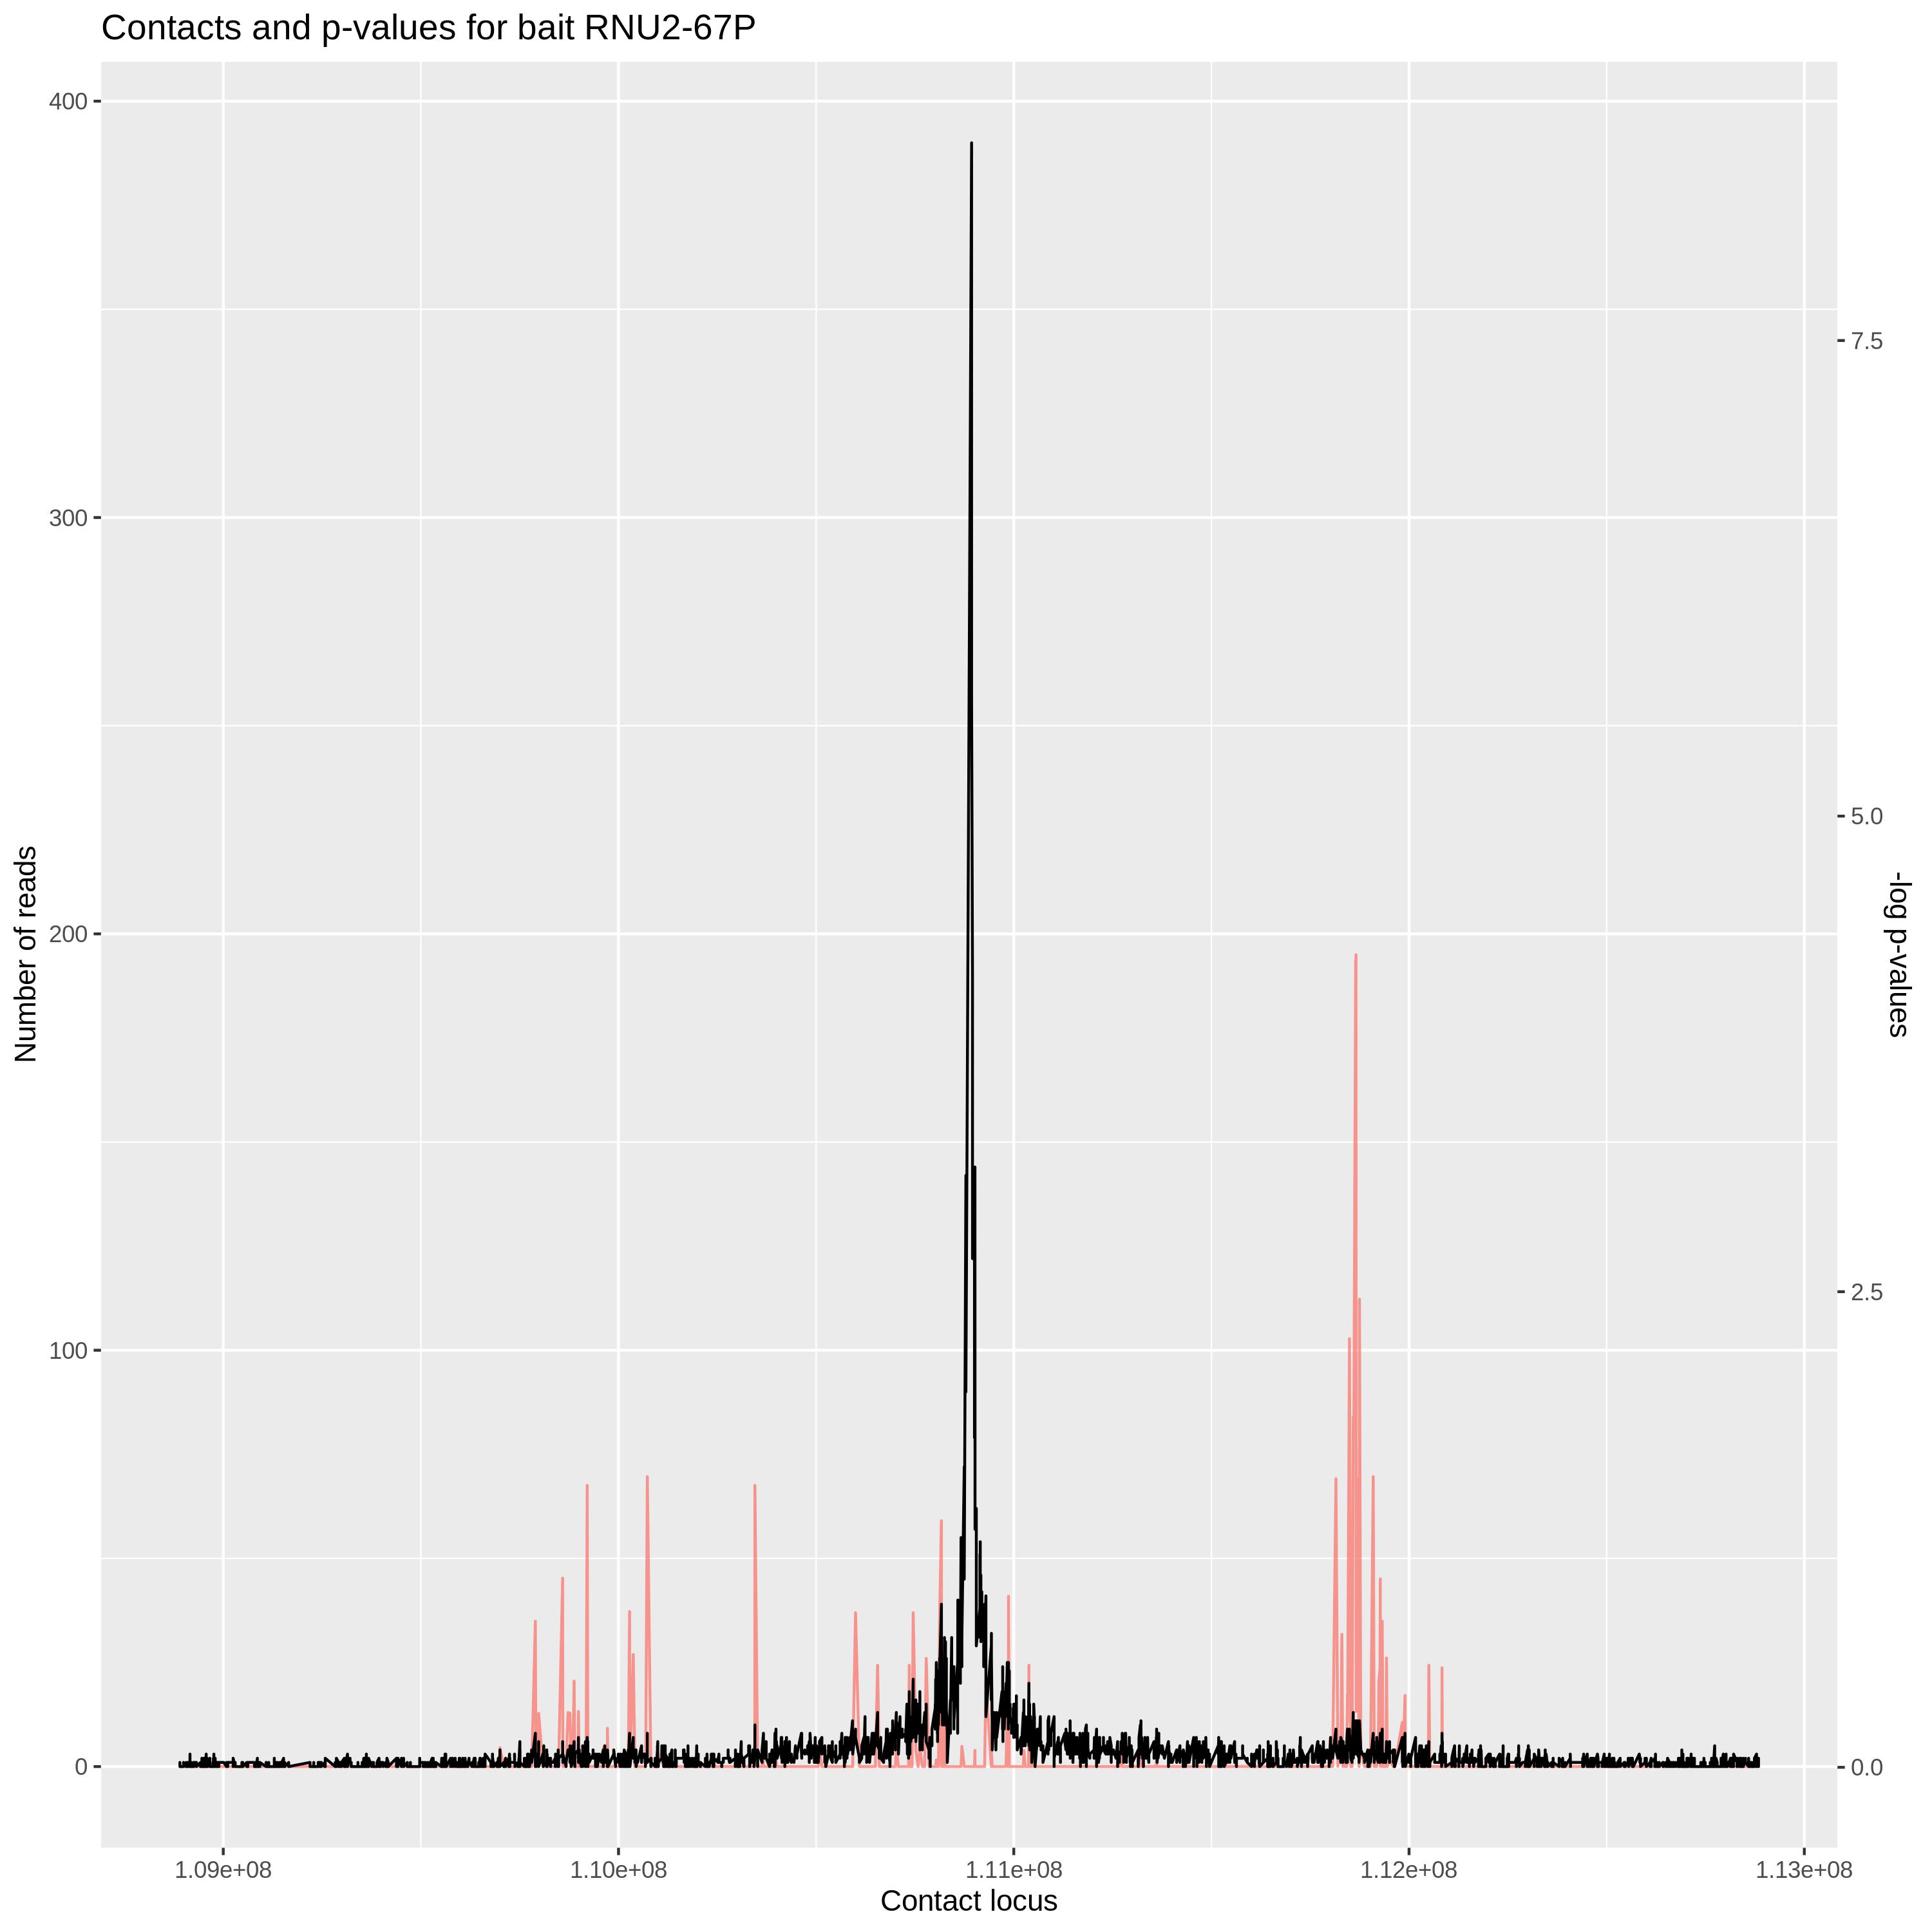 Contacts and p-values for bait RNU2-67P
400
300
200
100
0
Number of reads
7.5
5.0
2.5
0.0
-log p-values
1.09e+08
1.10e+08
1.11e+08
1.12e+08
1.13e+08
Contact locus